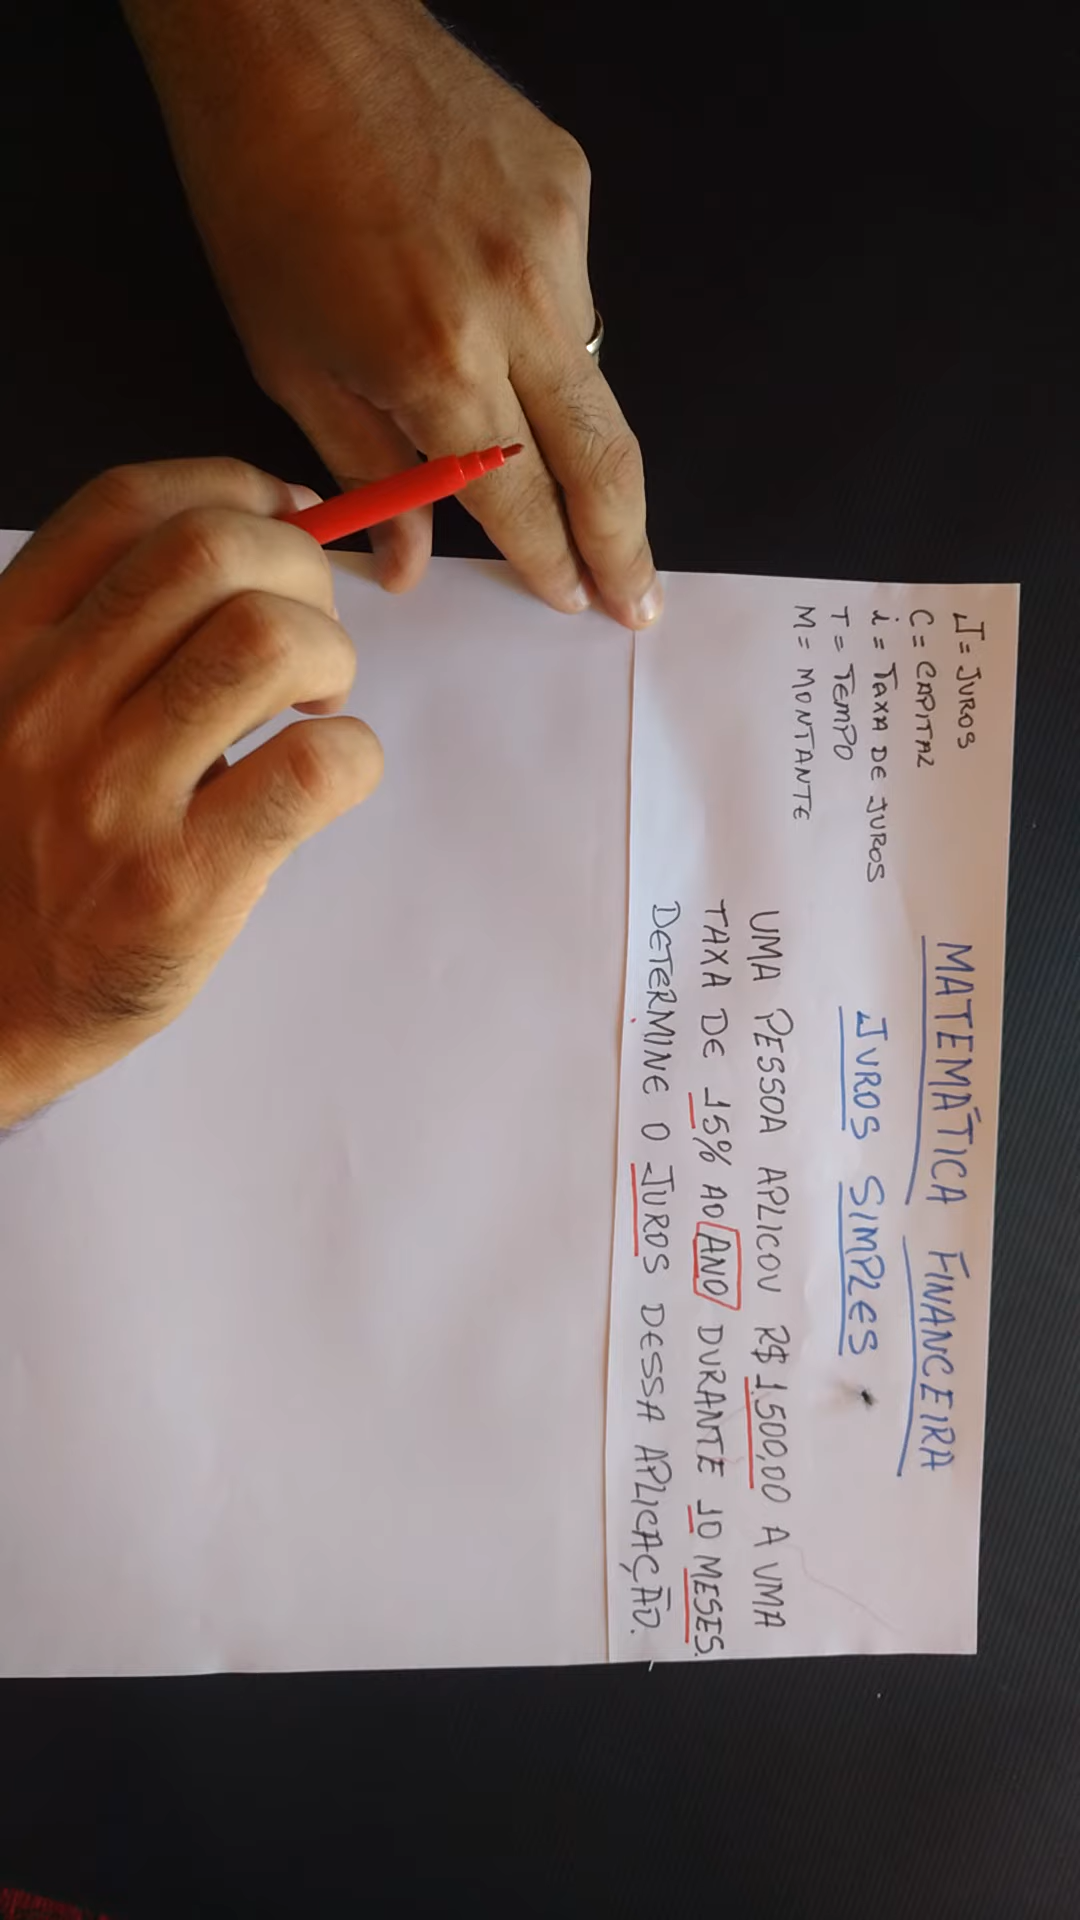 J = JUROS
C = CAPITAL
i = TAXA DE JUROS
T = TEMPO
M = MONTANTE
MATEMÁTICA FINANCEIRA
JUROS SIMPLES
UMA PESSOA APLICOU R$ 1.500,00 A UMA
TAXA DE 15% AO ANO DURANTE 10 MESES.
DETERMINE O JUROS DESSA APLICAÇÃO.